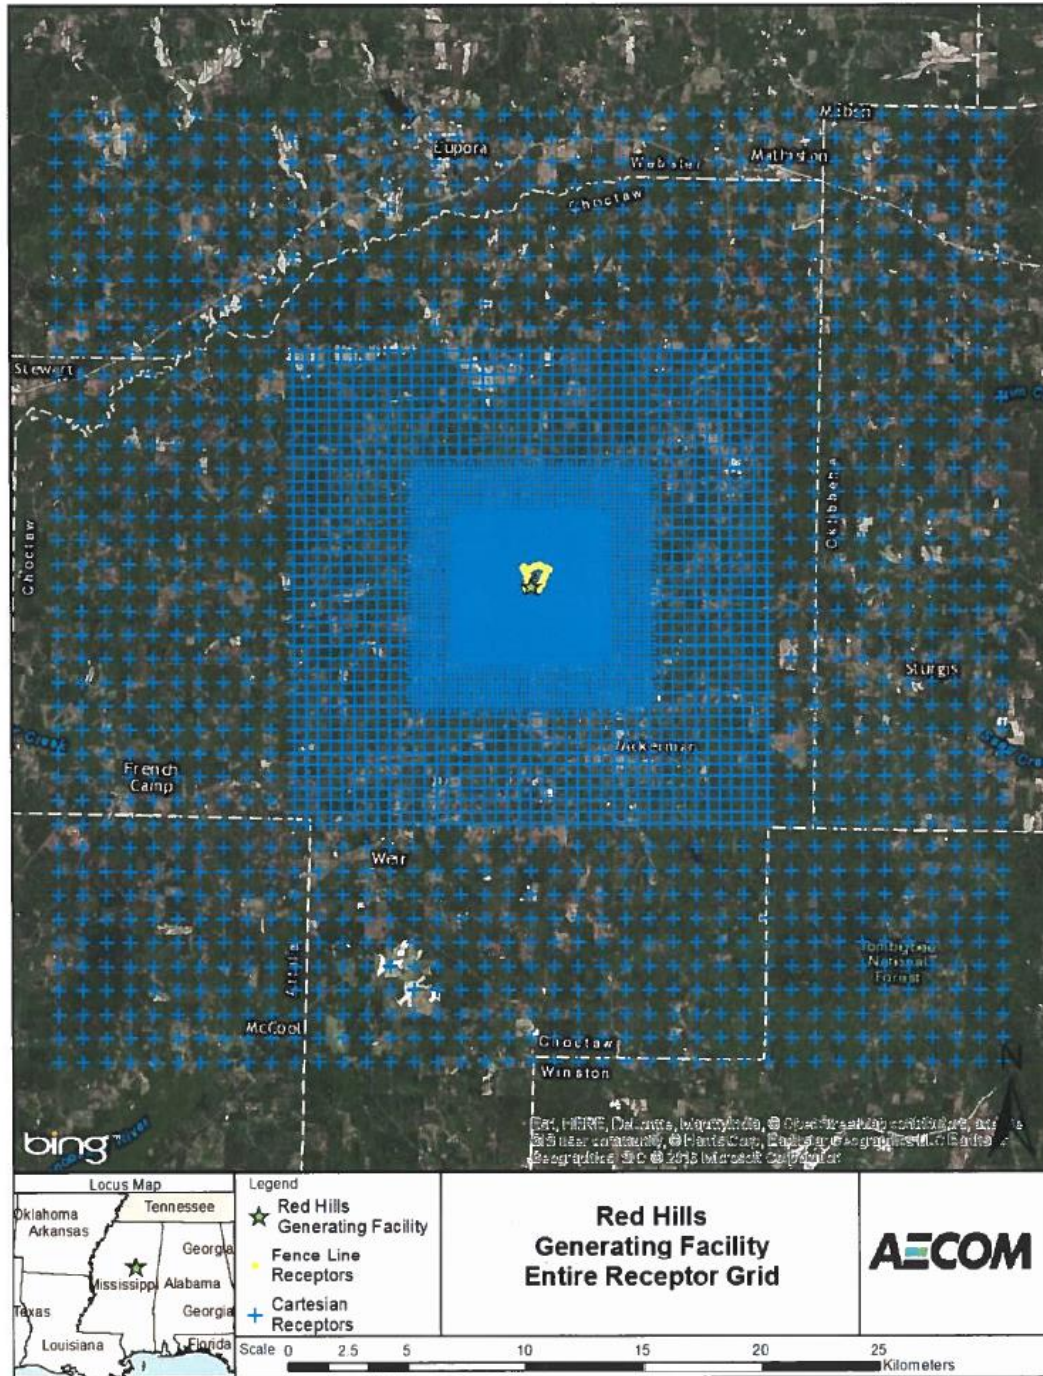 Maben
Eupora
Webster
Mathiston
Choctaw
Stewart
Choctaw
Oktibbeha
Sturgis
Ackerman
French
Camp
Weir
Attala
Tombigbee
National
Forest
McCool
Choctaw
Winston
N
bing
Locus Map
Oklahoma
Arkansas
Tennessee
Georgia
Mississippi
Alabama
Texas
Georgia
Louisiana
Florida
Legend
Red Hills
Generating Facility
Fence Line
Receptors
Cartesian
Receptors
Red Hills
Generating Facility
Entire Receptor Grid
AECOM
Scale 0 2.5 5 10 15 20 25
Kilometers